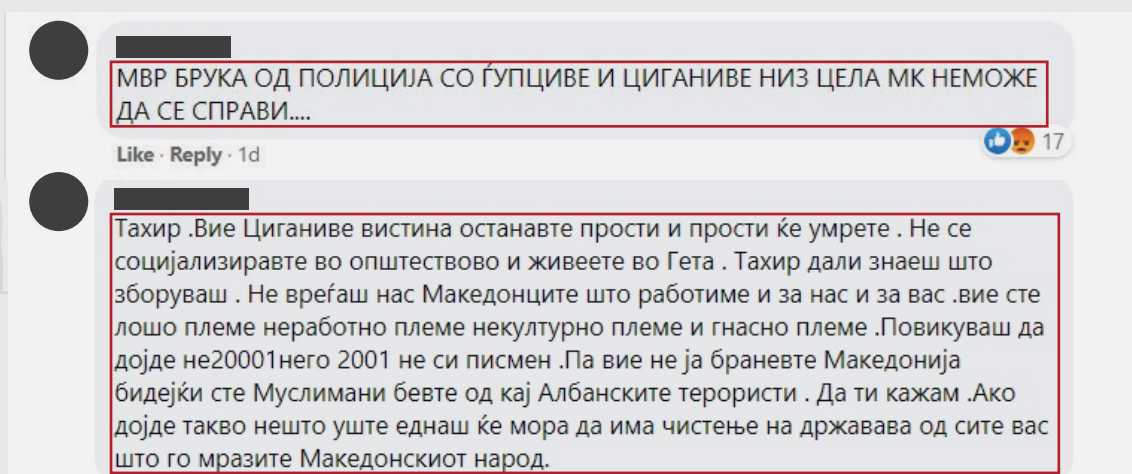 МВР БРУКА ОД ПОЛИЦИЈА СО ЃУПЦИВЕ И ЦИГАНИВЕ НИЗ ЦЕЛА МК НЕМОЖЕ
ДА СЕ СПРАВИ....
Like · Reply · 1d
17
Тахир .Вие Циганиве вистина останавте прости и прости ќе умрете . Не се
социјализиравте во општествово и живеете во Гета . Тахир дали знаеш што
зборуваш . Не вреѓаш нас Македонците што работиме и за нас и за вас .вие сте
лошо племе неработно племе некултурно племе и гнасно племе .Повикуваш да
дојде не20001него 2001 не си писмен .Па вие не ја браневте Македонија
бидејќи сте Муслимани бевте од кај Албанските терористи . Да ти кажам .Ако
дојде такво нешто уште еднаш ќе мора да има чистење на државава од сите вас
што го мразите Македонскиот народ.